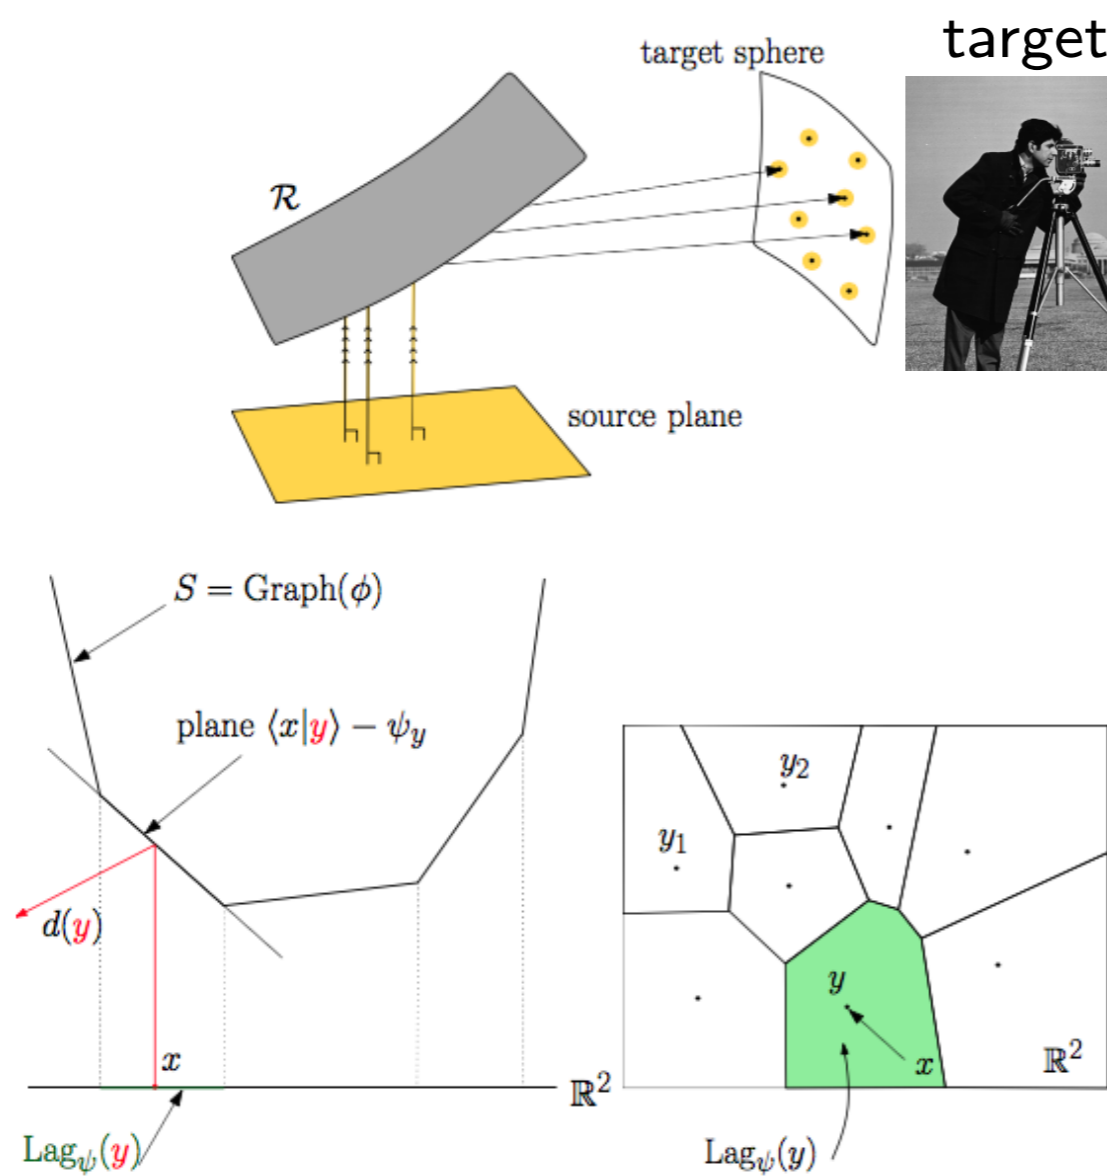 target
target sphere
ℛ
source plane
S = Graph(ϕ)
plane ⟨x|y⟩ − ψ_y
d(y)
x
ℝ²
Lag_ψ(y)
y₂
y₁
y
x
ℝ²
Lag_ψ(y)